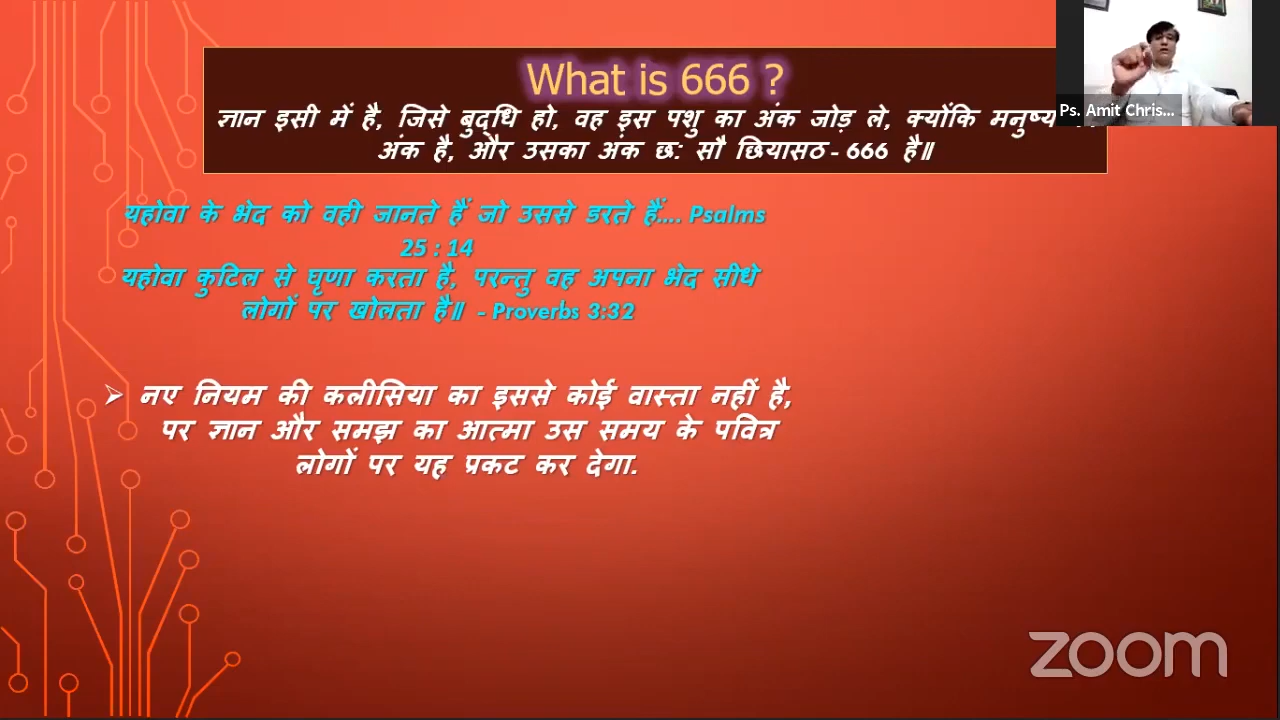 What is 666 ?
ज्ञान इसी में है, जिसे बुद्धि हो, वह इस पशु का अंक जोड़ ले, क्योंकि मनुष्य
अंक है, और उसका अंक छ: सौ छियासठ - 666 है॥
Ps. Amit Chris...
यहोवा के भेद को वही जानते हैं जो उससे डरते हैं.... Psalms
25 : 14
यहोवा कुटिल से घृणा करता है, परन्तु वह अपना भेद सीधे
लोगों पर खोलता है॥ - Proverbs 3:32
➢ नए नियम की कलीसिया का इससे कोई वास्ता नहीं है,
पर ज्ञान और समझ का आत्मा उस समय के पवित्र
लोगों पर यह प्रकट कर देगा.
zoom